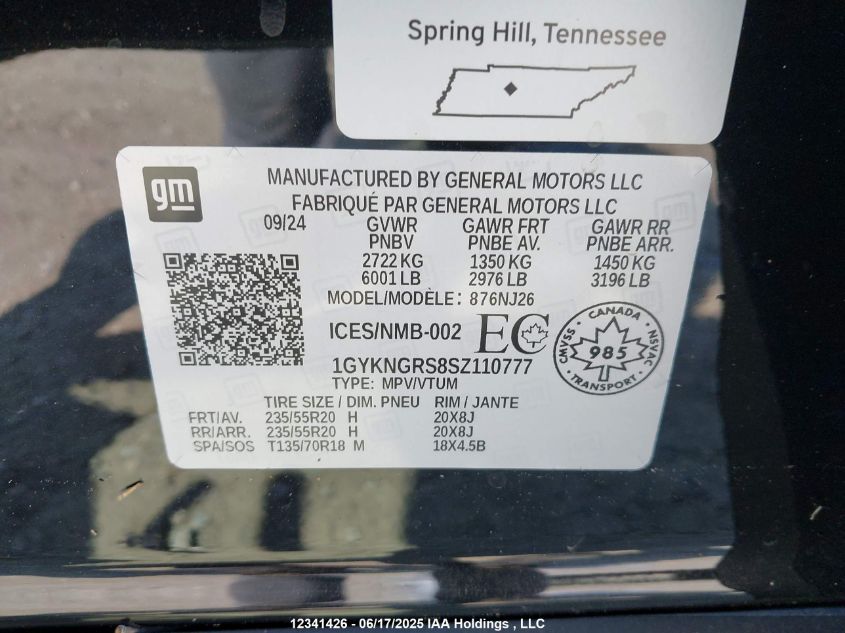 Spring Hill, Tennessee
gm
MANUFACTURED BY GENERAL MOTORS LLC
FABRIQUÉ PAR GENERAL MOTORS LLC
09/24 GVWR GAWR FRT GAWR RR
PNBV PNBE AV. PNBE ARR.
2722 KG 1350 KG 1450 KG
6001 LB 2976 LB 3196 LB
MODEL/MODÈLE: 876NJ26
ICES/NMB-002 EC
CANADA
CMVSS 985 NSVAC
TRANSPORT
1GYKNGRS8SZ110777
TYPE: MPV/VTUM
TIRE SIZE / DIM. PNEU RIM / JANTE
FRT/AV. 235/55R20 H 20X8J
RR/ARR. 235/55R20 H 20X8J
SPA/SOS T135/70R18 M 18X4.5B
12341426 - 06/17/2025 IAA Holdings , LLC